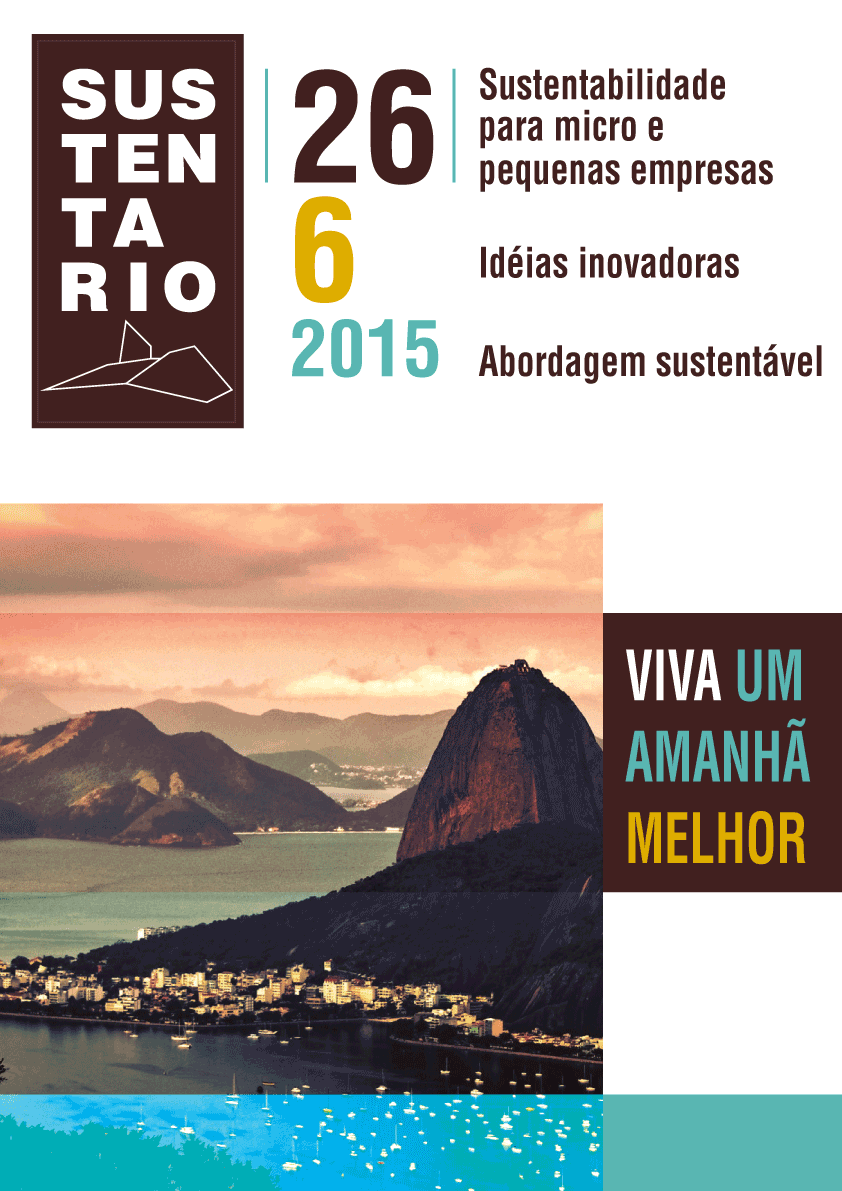 SUS
TEN
TA
RIO
26
6
2015
Sustentabilidade
para micro e
pequenas empresas
Idéias inovadoras
Abordagem sustentável
VIVA UM
AMANHÃ
MELHOR